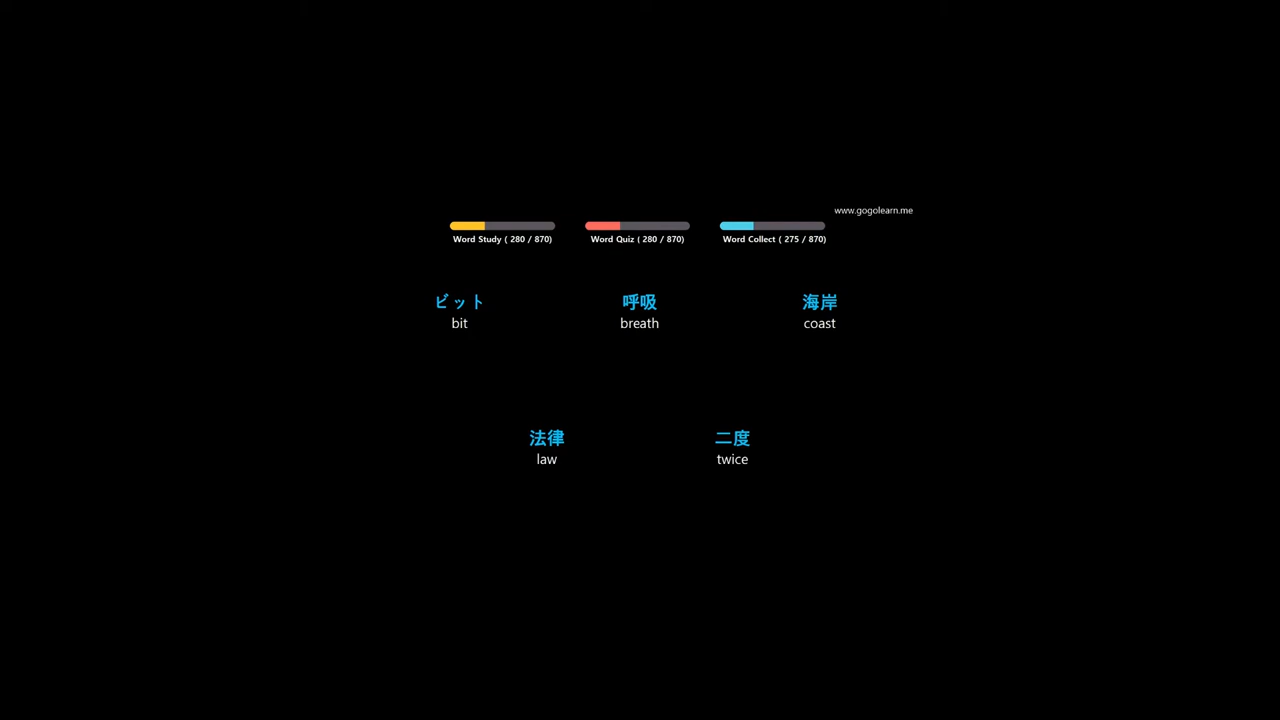 www.gogolearn.me
Word Study ( 280 / 870) Word Quiz ( 280 / 870) Word Collect ( 275 / 870)
ビット 呼吸 海岸
bit breath coast
法律 二度
law twice